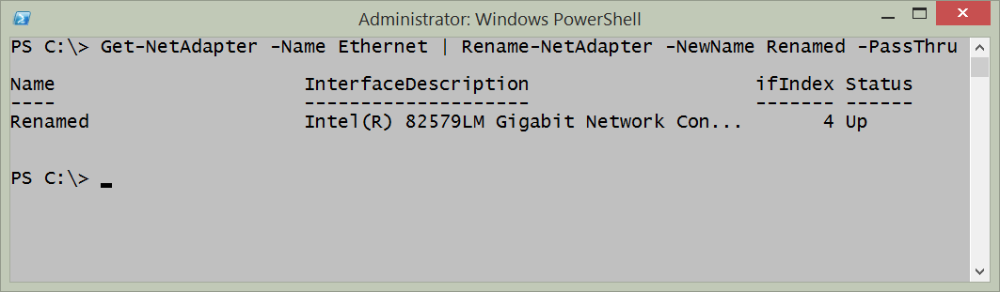 Administrator: Windows PowerShell
PS C:\> Get-NetAdapter -Name Ethernet | Rename-NetAdapter -NewName Renamed -PassThru
Name                      InterfaceDescription                    ifIndex Status
----                      --------------------                    ------- ------
Renamed                   Intel(R) 82579LM Gigabit Network Con...       4 Up
PS C:\>